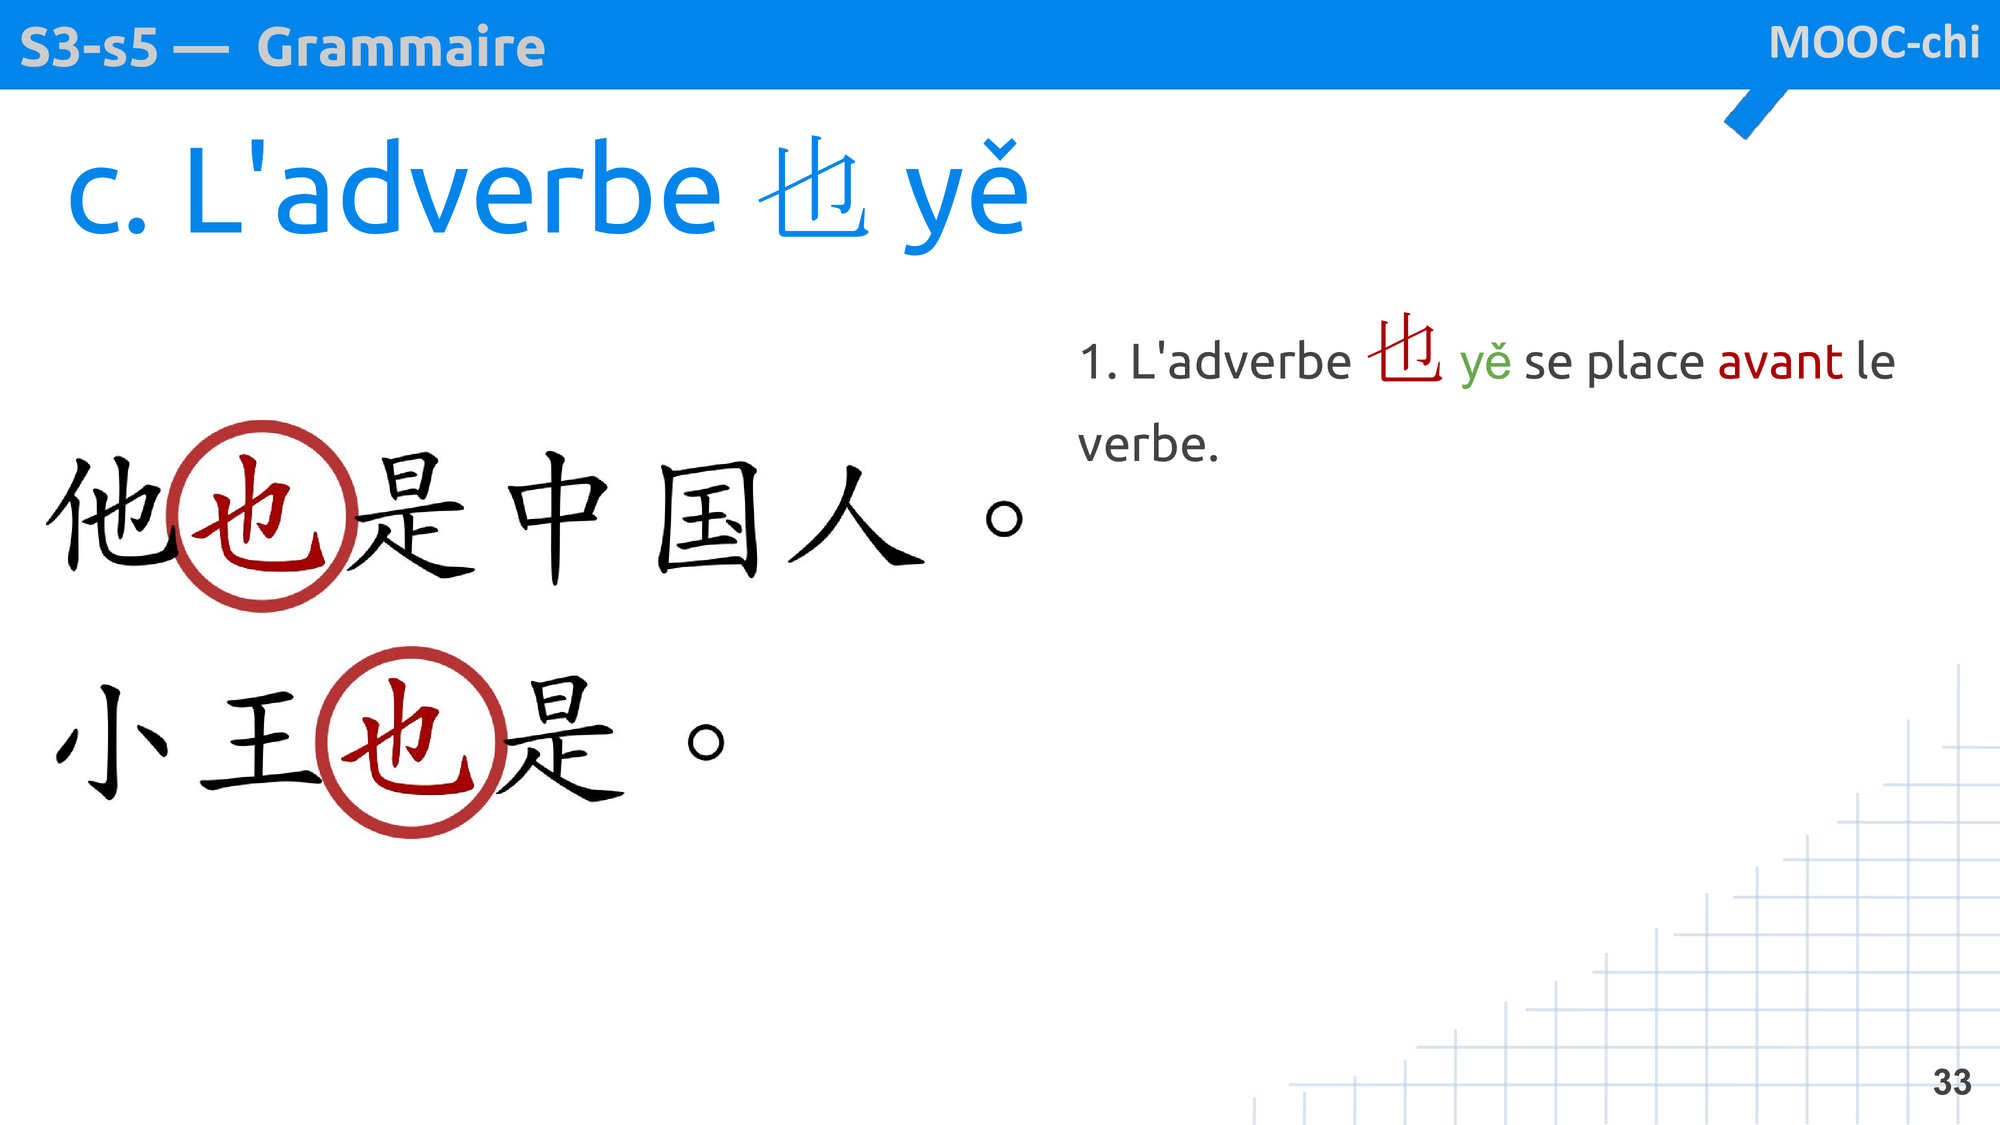 S3-s5 — Grammaire
MOOC-chi
c. L'adverbe 也 yě
1. L'adverbe 也 yě se place avant le
verbe.
他也是中国人。
小王也是。
33